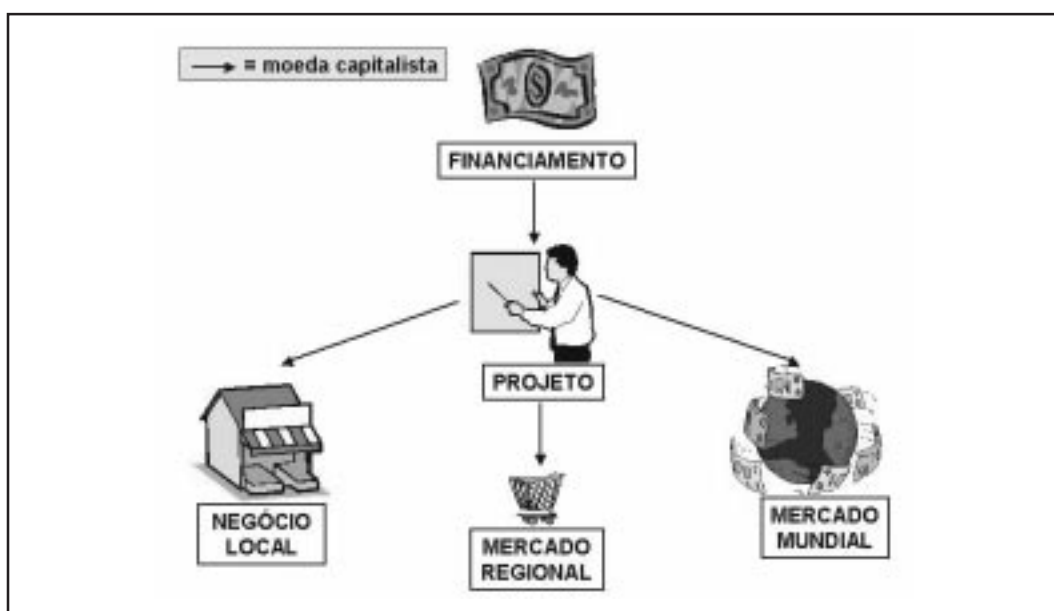 = moeda capitalista
FINANCIAMENTO
PROJETO
NEGÓCIO
LOCAL
MERCADO
REGIONAL
MERCADO
MUNDIAL